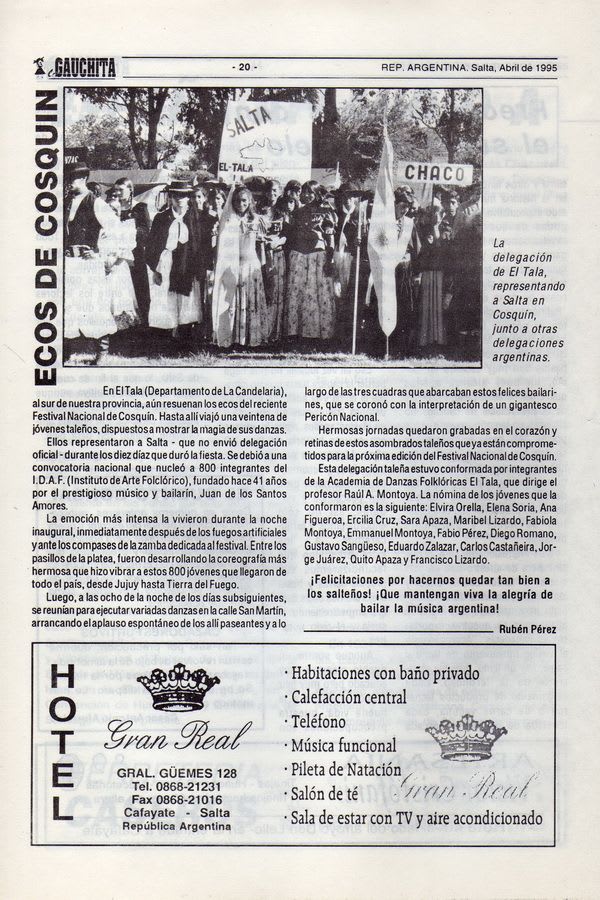 La GAUCHITA
- 20 -
REP. ARGENTINA. Salta, Abril de 1995
ECOS DE COSQUIN
SALTA
EL-TALA
CHACO
La
delegación
de El Tala,
representando
a Salta en
Cosquín,
junto a otras
delegaciones
argentinas.
En El Tala (Departamento de La Candelaria),
al sur de nuestra provincia, aún resuenan los ecos del reciente
Festival Nacional de Cosquín. Hasta allí viajó una veintena de
jóvenes taleños, dispuestos a mostrar la magia de sus danzas.
Ellos representaron a Salta - que no envió delegación
oficial - durante los diez días que duró la fiesta. Se debió a una
convocatoria nacional que nucleó a 800 integrantes del
I.D.A.F. (Instituto de Arte Folclórico), fundado hace 41 años
por el prestigioso músico y bailarín, Juan de los Santos
Amores.
La emoción más intensa la vivieron durante la noche
inaugural, inmediatamente después de los fuegos artificiales
y ante los compases de la zamba dedicada al festival. Entre los
pasillos de la platea, fueron desarrollando la coreografía más
hermosa que hizo vibrar a estos 800 jóvenes que llegaron de
todo el país, desde Jujuy hasta Tierra del Fuego.
Luego, a las ocho de la noche de los días subsiguientes,
se reunían para ejecutar variadas danzas en la calle San Martín,
arrancando el aplauso espontáneo de los allí paseantes y a lo
largo de las tres cuadras que abarcaban estos felices bailari-
nes, que se coronó con la interpretación de un gigantesco
Pericón Nacional.
Hermosas jornadas quedaron grabadas en el corazón y
retinas de estos asombrados taleños que ya están comprome-
tidos para la próxima edición del Festival Nacional de Cosquín.
Esta delegación taleña estuvo conformada por integrantes
de la Academia de Danzas Folklóricas El Tala, que dirige el
profesor Raúl A. Montoya. La nómina de los jóvenes que la
conformaron es la siguiente: Elvira Orella, Elena Soria, Ana
Figueroa, Ercilia Cruz, Sara Apaza, Maribel Lizardo, Fabiola
Montoya, Emmanuel Montoya, Fabio Pérez, Diego Romano,
Gustavo Sangüeso, Eduardo Zalazar, Carlos Castañeira, Jor-
ge Juárez, Quito Apaza y Francisco Lizardo.
¡Felicitaciones por hacernos quedar tan bien a
los salteños! ¡Que mantengan viva la alegría de
bailar la música argentina!
Rubén Pérez
HOTEL
Gran Real
GRAL. GÜEMES 128
Tel. 0868-21231
Fax 0868-21016
Cafayate - Salta
República Argentina
· Habitaciones con baño privado
· Calefacción central
· Teléfono
· Música funcional
· Pileta de Natación
· Salón de té
· Sala de estar con TV y aire acondicionado
Gran Real